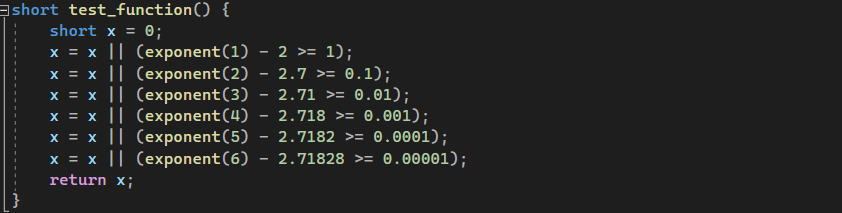 short test_function() {
short x = 0;
x = x || (exponent(1) - 2 >= 1);
x = x || (exponent(2) - 2.7 >= 0.1);
x = x || (exponent(3) - 2.71 >= 0.01);
x = x || (exponent(4) - 2.718 >= 0.001);
x = x || (exponent(5) - 2.7182 >= 0.0001);
x = x || (exponent(6) - 2.71828 >= 0.00001);
return x;
}